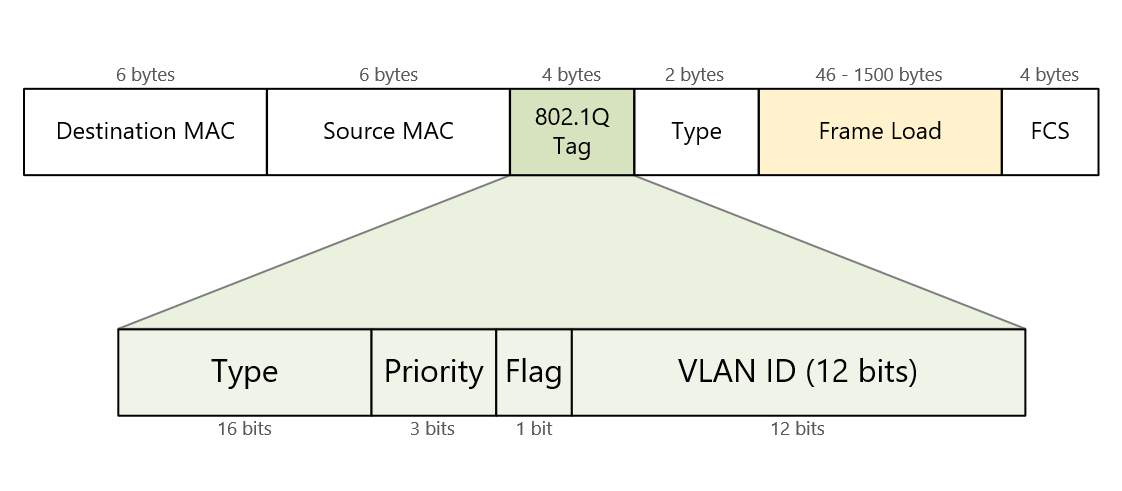 6 bytes
6 bytes
4 bytes
2 bytes
46 - 1500 bytes
4 bytes
Destination MAC
Source MAC
802.1Q
Tag
Type
Frame Load
FCS
Type
Priority
Flag
VLAN ID (12 bits)
16 bits
3 bits
1 bit
12 bits